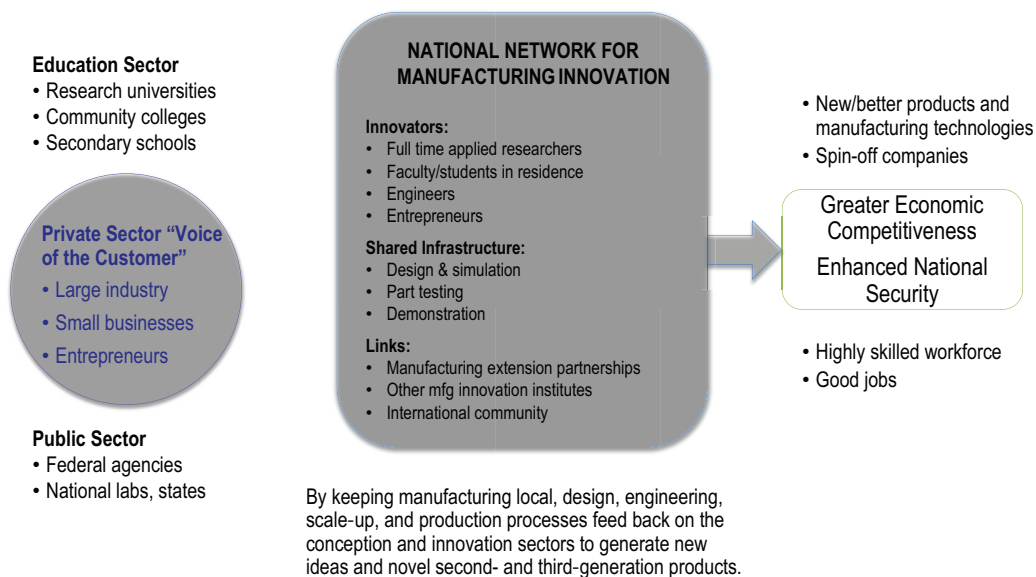 Education Sector
• Research universities
• Community colleges
• Secondary schools
Private Sector “Voice
of the Customer”
• Large industry
• Small businesses
• Entrepreneurs
Public Sector
• Federal agencies
• National labs, states
NATIONAL NETWORK FOR
MANUFACTURING INNOVATION
Innovators:
• Full time applied researchers
• Faculty/students in residence
• Engineers
• Entrepreneurs
Shared Infrastructure:
• Design & simulation
• Part testing
• Demonstration
Links:
• Manufacturing extension partnerships
• Other mfg innovation institutes
• International community
By keeping manufacturing local, design, engineering,
scale-up, and production processes feed back on the
conception and innovation sectors to generate new
ideas and novel second- and third-generation products.
• New/better products and
manufacturing technologies
• Spin-off companies
Greater Economic
Competitiveness
Enhanced National
Security
• Highly skilled workforce
• Good jobs